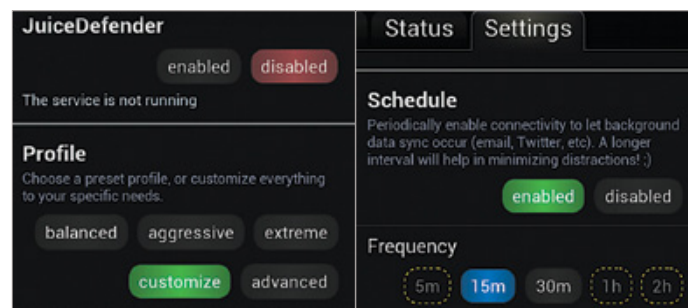 JuiceDefender
enabled disabled
The service is not running
Profile
Choose a preset profile, or customize everything
to your specific needs.
balanced aggressive extreme
customize advanced
Status Settings
Schedule
Periodically enable connectivity to let background
data sync occur (email, Twitter, etc). A longer
interval will help in minimizing distractions! ;)
enabled disabled
Frequency
5m 15m 30m 1h 2h